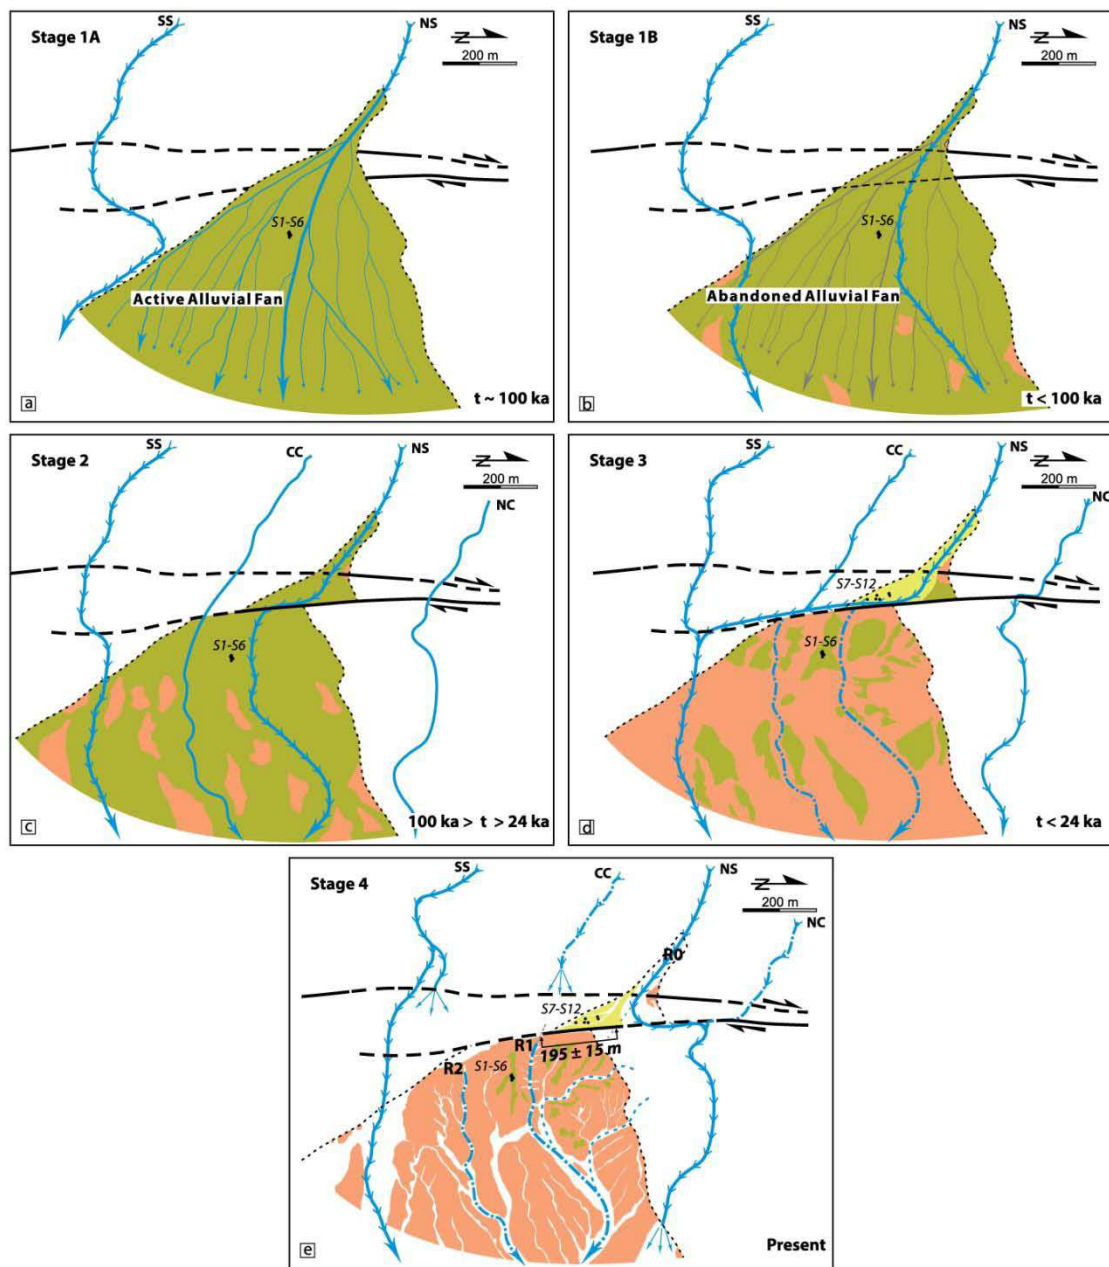 SS
NS
Stage 1A
N
200 m
S1-S6
Active Alluvial Fan
a
t ~ 100 ka
SS
NS
Stage 1B
N
200 m
S1-S6
Abandoned Alluvial Fan
b
t < 100 ka
SS
CC
NS
Stage 2
N
200 m
NC
S1-S6
c
100 ka > t > 24 ka
SS
CC
NS
Stage 3
N
200 m
NC
S7-S12
S1-S6
d
t < 24 ka
SS
CC
NS
Stage 4
N
200 m
NC
R0
S7-S12
R1
195 ± 15 m
R2
S1-S6
e
Present